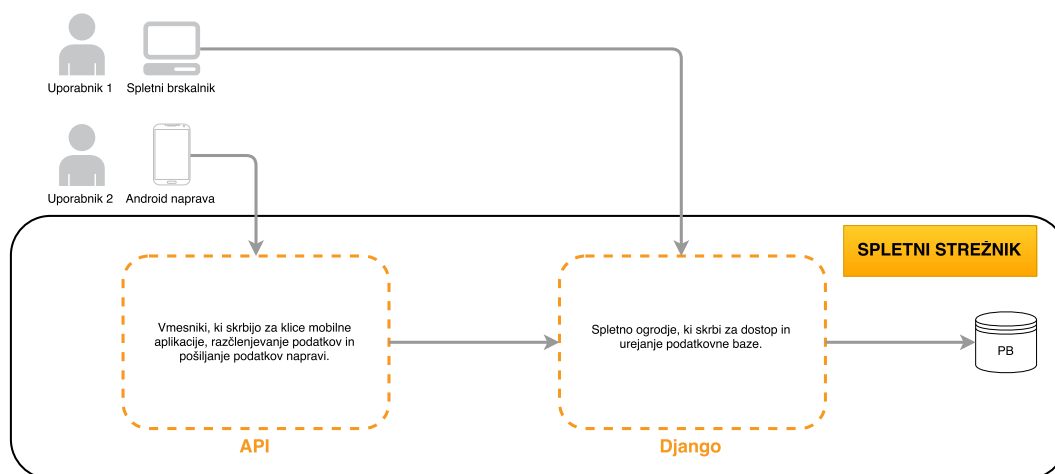 Uporabnik 1
Spletni brskalnik
Uporabnik 2
Android naprava
SPLETNI STREŽNIK
Vmesniki, ki skrbijo za klice mobilne
aplikacije, razčlenjevanje podatkov in
pošiljanje podatkov napravi.
Spletno ogrodje, ki skrbi za dostop in
urejanje podatkovne baze.
PB
API
Django